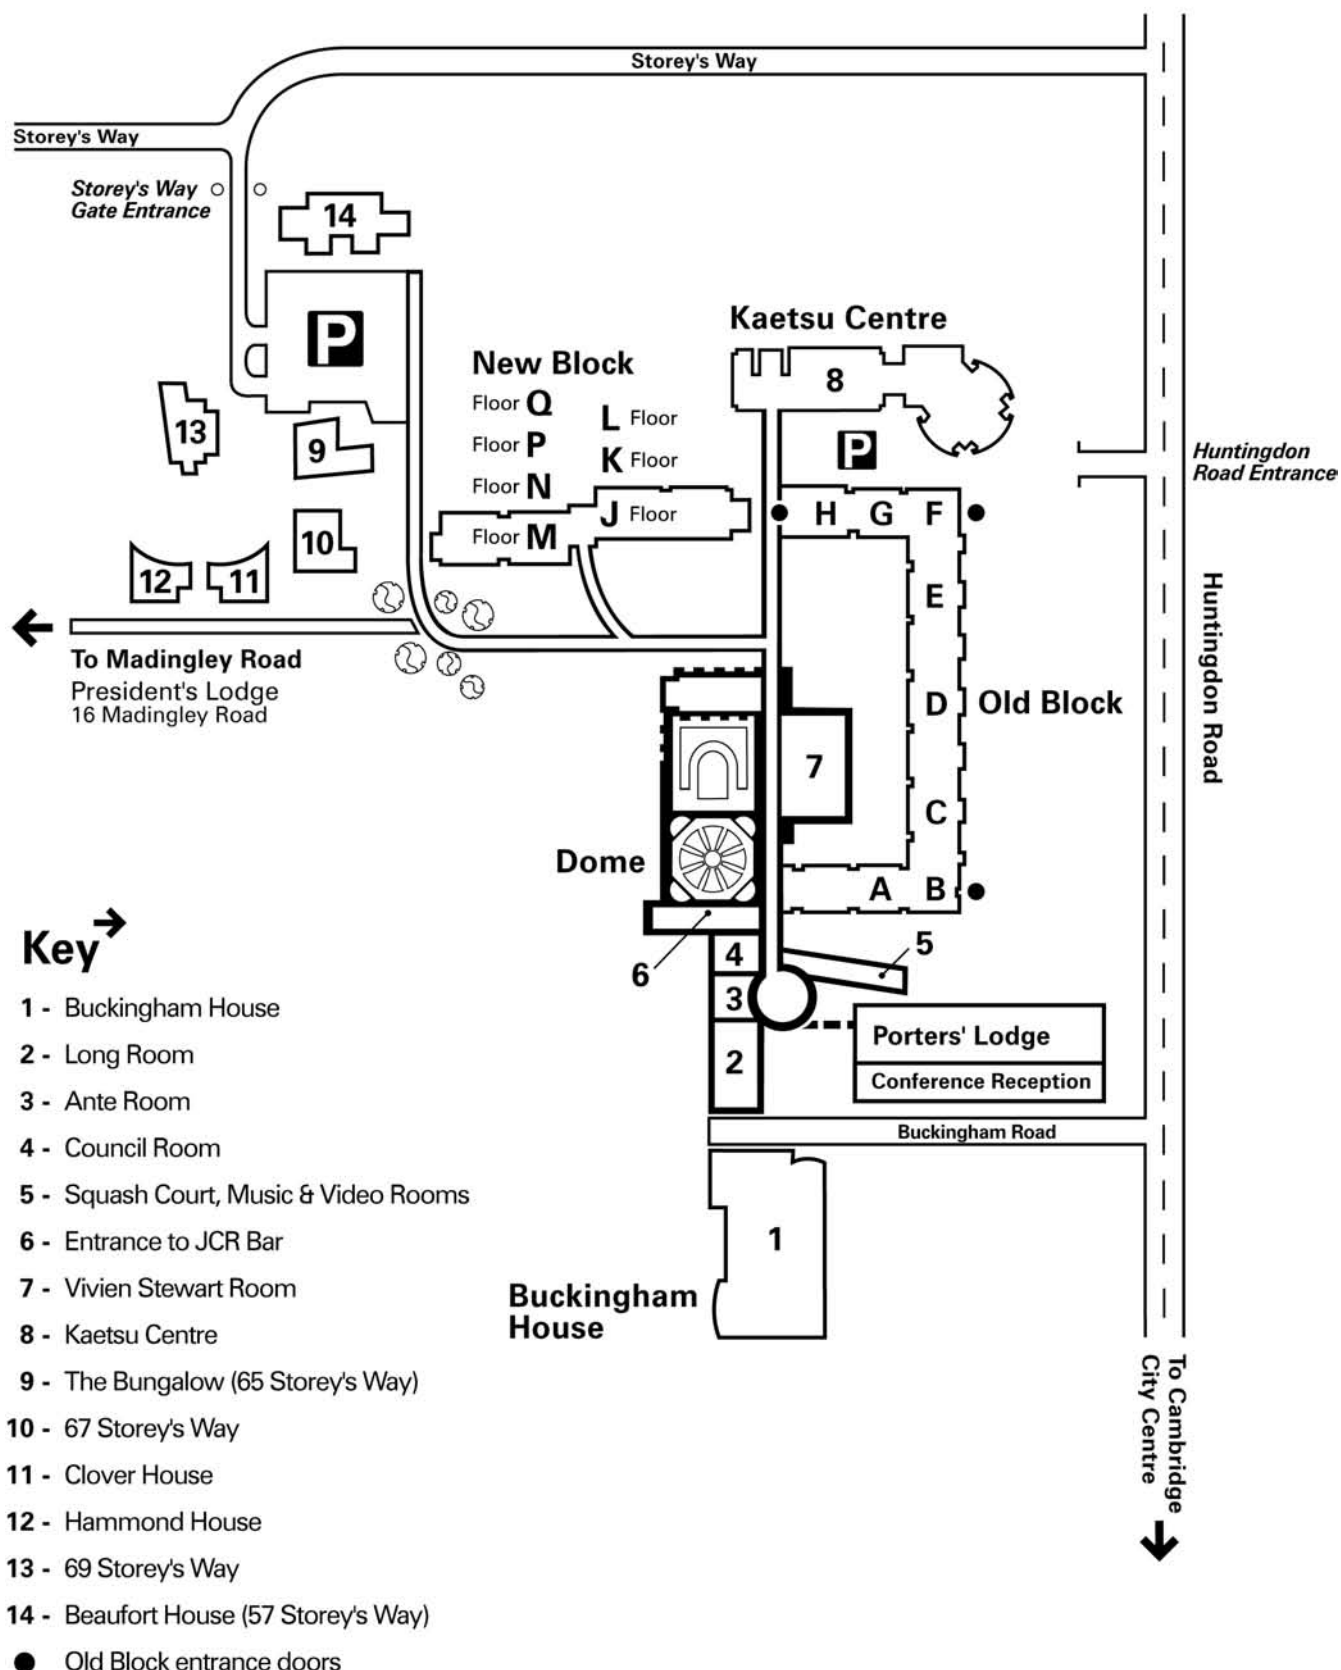 Storey's Way
Storey's Way
Storey's Way
Gate Entrance
14
P
Kaetsu Centre
8
New Block
Floor Q
L Floor
Floor P
K Floor
Floor N
J Floor
Floor M
13
9
10
12
11
P
Huntingdon
Road Entrance
H G F
E
D
C
A B
Old Block
Huntingdon Road
To Madingley Road
President's Lodge
16 Madingley Road
7
Dome
6
5
4
3
2
Porters' Lodge
Conference Reception
Buckingham Road
1
Buckingham
House
To Cambridge
City Centre
Key
1 - Buckingham House
2 - Long Room
3 - Ante Room
4 - Council Room
5 - Squash Court, Music & Video Rooms
6 - Entrance to JCR Bar
7 - Vivien Stewart Room
8 - Kaetsu Centre
9 - The Bungalow (65 Storey's Way)
10 - 67 Storey's Way
11 - Clover House
12 - Hammond House
13 - 69 Storey's Way
14 - Beaufort House (57 Storey's Way)
Old Block entrance doors